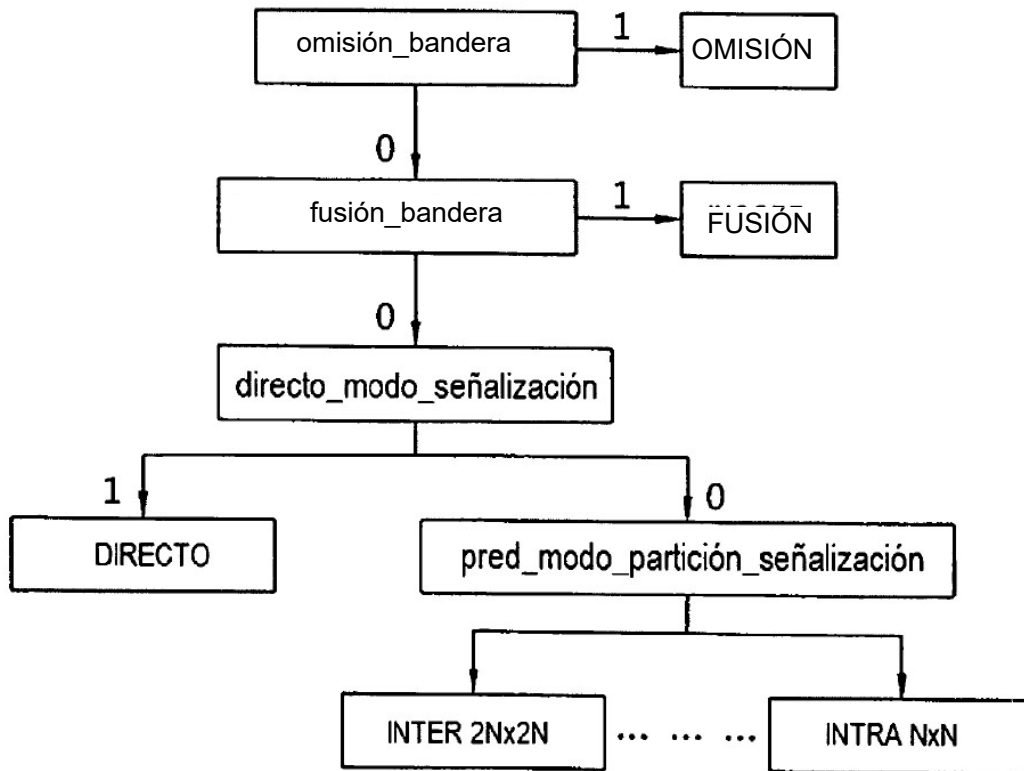 omisión_bandera
1
OMISIÓN
0
fusión_bandera
1
FUSIÓN
0
directo_modo_señalización
1
0
DIRECTO
pred_modo_partición_señalización
INTER 2Nx2N
... ... ...
INTRA NxN